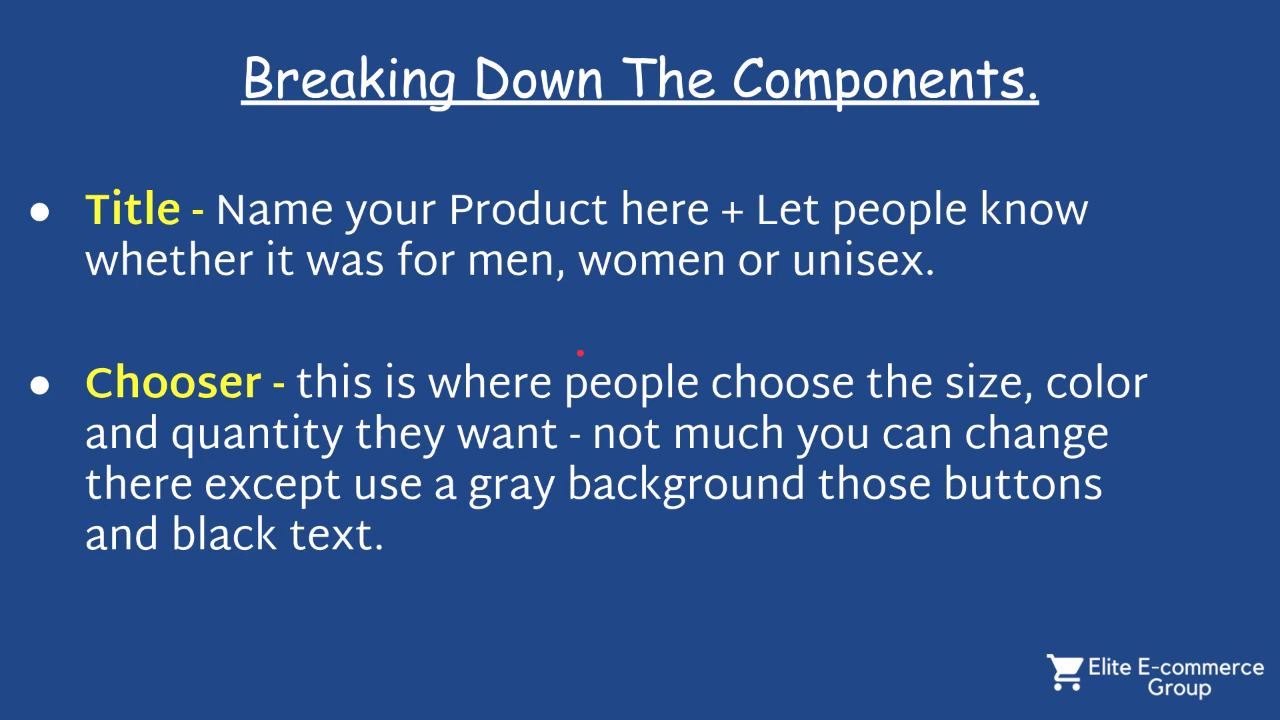 Breaking Down The Components.
● Title - Name your Product here + Let people know
whether it was for men, women or unisex.
● Chooser - this is where people choose the size, color
and quantity they want - not much you can change
there except use a gray background those buttons
and black text.
Elite E-commerce
Group